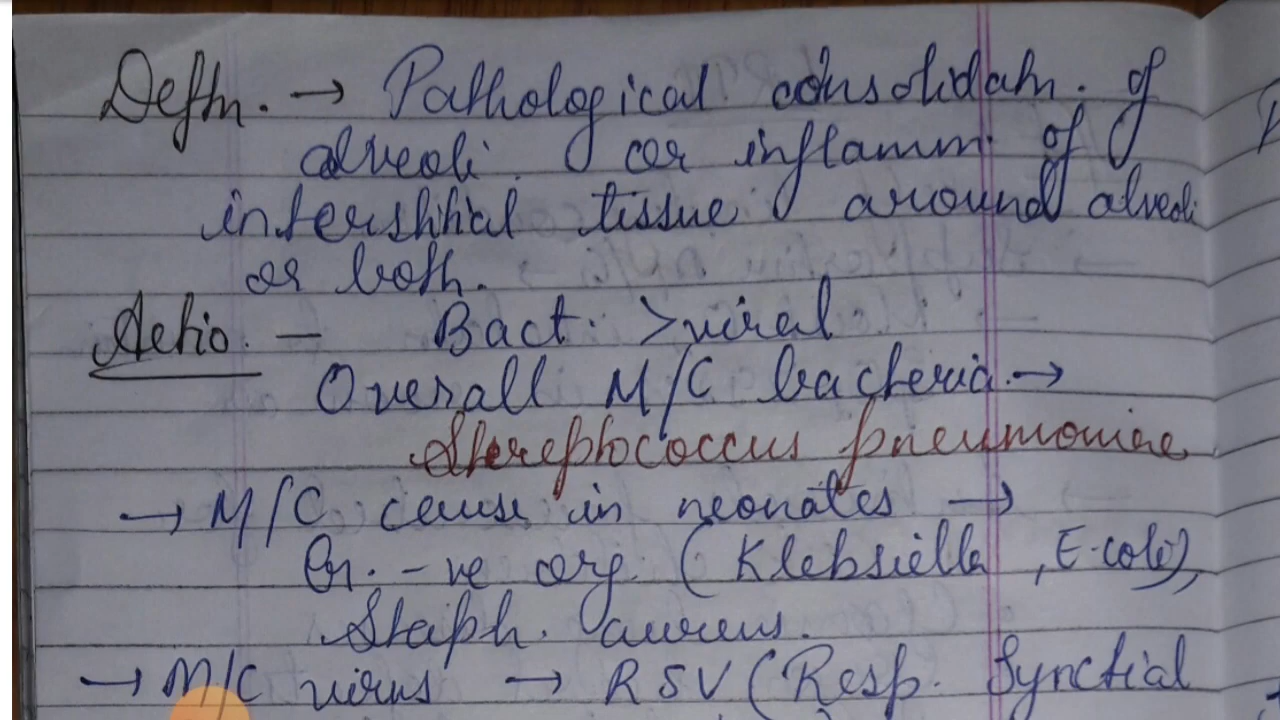 Defn. → Pathological consolidatn. of
alveoli or inflamm. of
interstitial tissue around alveoli
or both.
Aetio. – Bact. > viral
Overall M/C bacteria →
Streptococcus pneumoniae
→ M/C cause in neonates →
Gr. -ve org. (Klebsiella, E-coli),
Staph. aureus.
→ M/C virus → RSV (Resp. Synctial